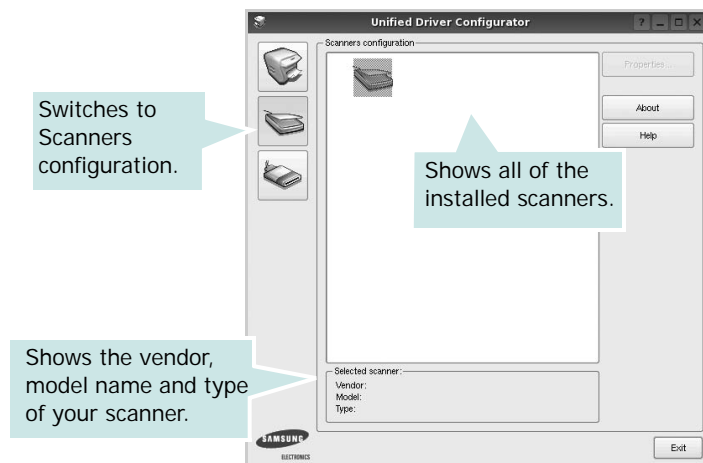 Unified Driver Configurator
Scanners configuration
Properties...
About
Help
Switches to
Scanners
configuration.
Shows all of the
installed scanners.
Shows the vendor,
model name and type
of your scanner.
Selected scanner:
Vendor:
Model:
Type:
SAMSUNG
ELECTRONICS
Exit